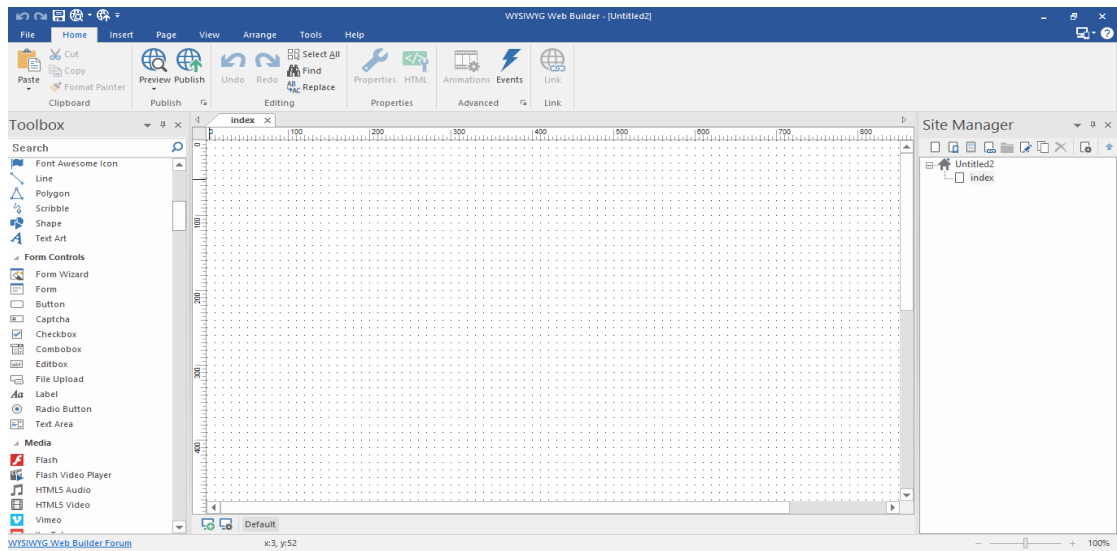 WYSIWYG Web Builder - [Untitled2]
File Home Insert Page View Arrange Tools Help
Paste
Cut
Copy
Format Painter
Clipboard
Preview Publish
Publish
Undo Redo
Select All
Find
Replace
Editing
Properties HTML
Properties
Animations Events
Advanced
Link
Link
Toolbox
Search
Font Awesome Icon
Line
Polygon
Scribble
Shape
Text Art
Form Controls
Form Wizard
Form
Button
Captcha
Checkbox
Combobox
Editbox
File Upload
Label
Radio Button
Text Area
Media
Flash
Flash Video Player
HTML5 Audio
HTML5 Video
Vimeo
index
0 100 200 300 400 500 600 700 800
0
100
200
300
400
Default
Site Manager
Untitled2
index
WYSIWYG Web Builder Forum
x:3, y:52
100%